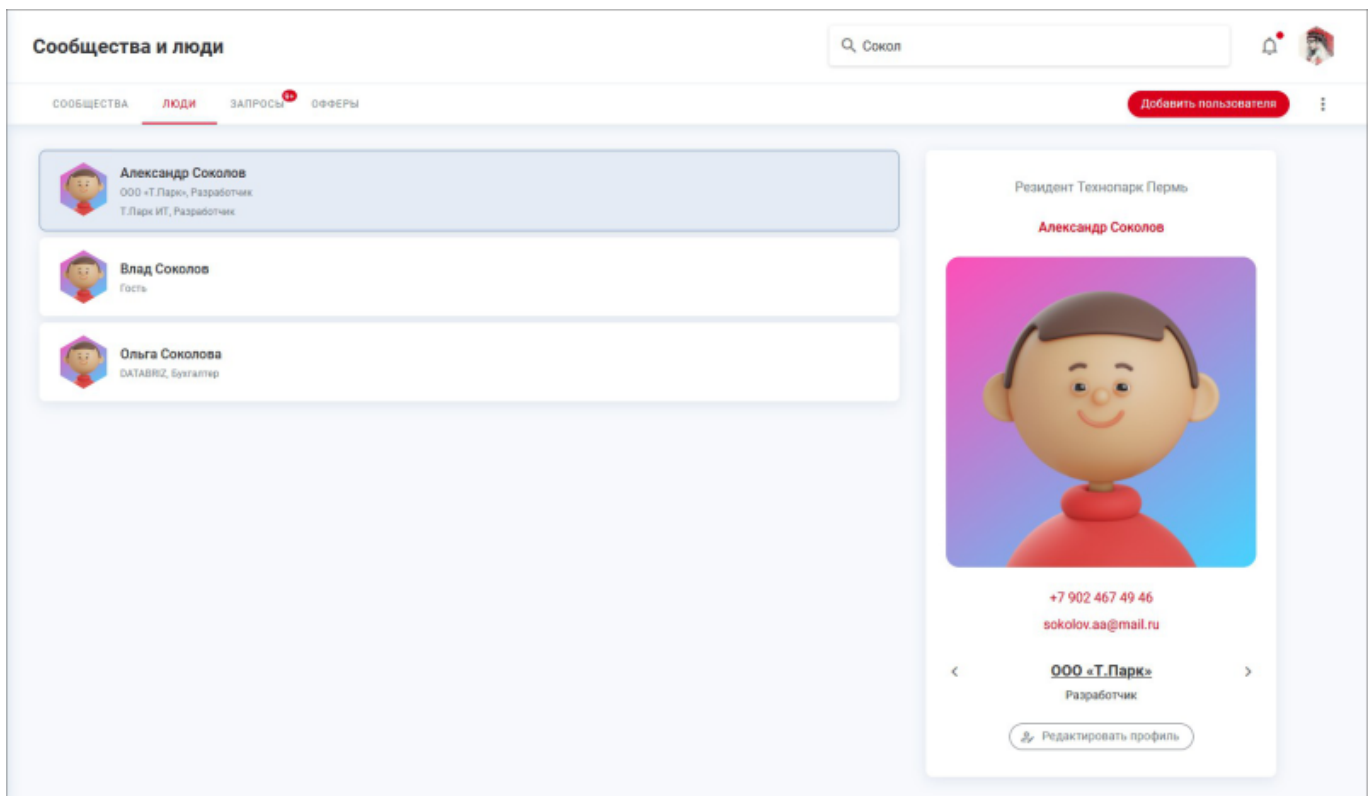 Сообщества и люди
Сокол
СООБЩЕСТВА ЛЮДИ ЗАПРОСЫ 9+ ОФФЕРЫ
Добавить пользователя
Александр Соколов
ООО «Т.Парк», Разработчик
Т.Парк ИТ, Разработчик
Влад Соколов
Гость
Ольга Соколова
DATABRIZ, Бухгалтер
Резидент Технопарк Пермь
Александр Соколов
+7 902 467 49 46
sokolov.aa@mail.ru
ООО «Т.Парк»
Разработчик
Редактировать профиль